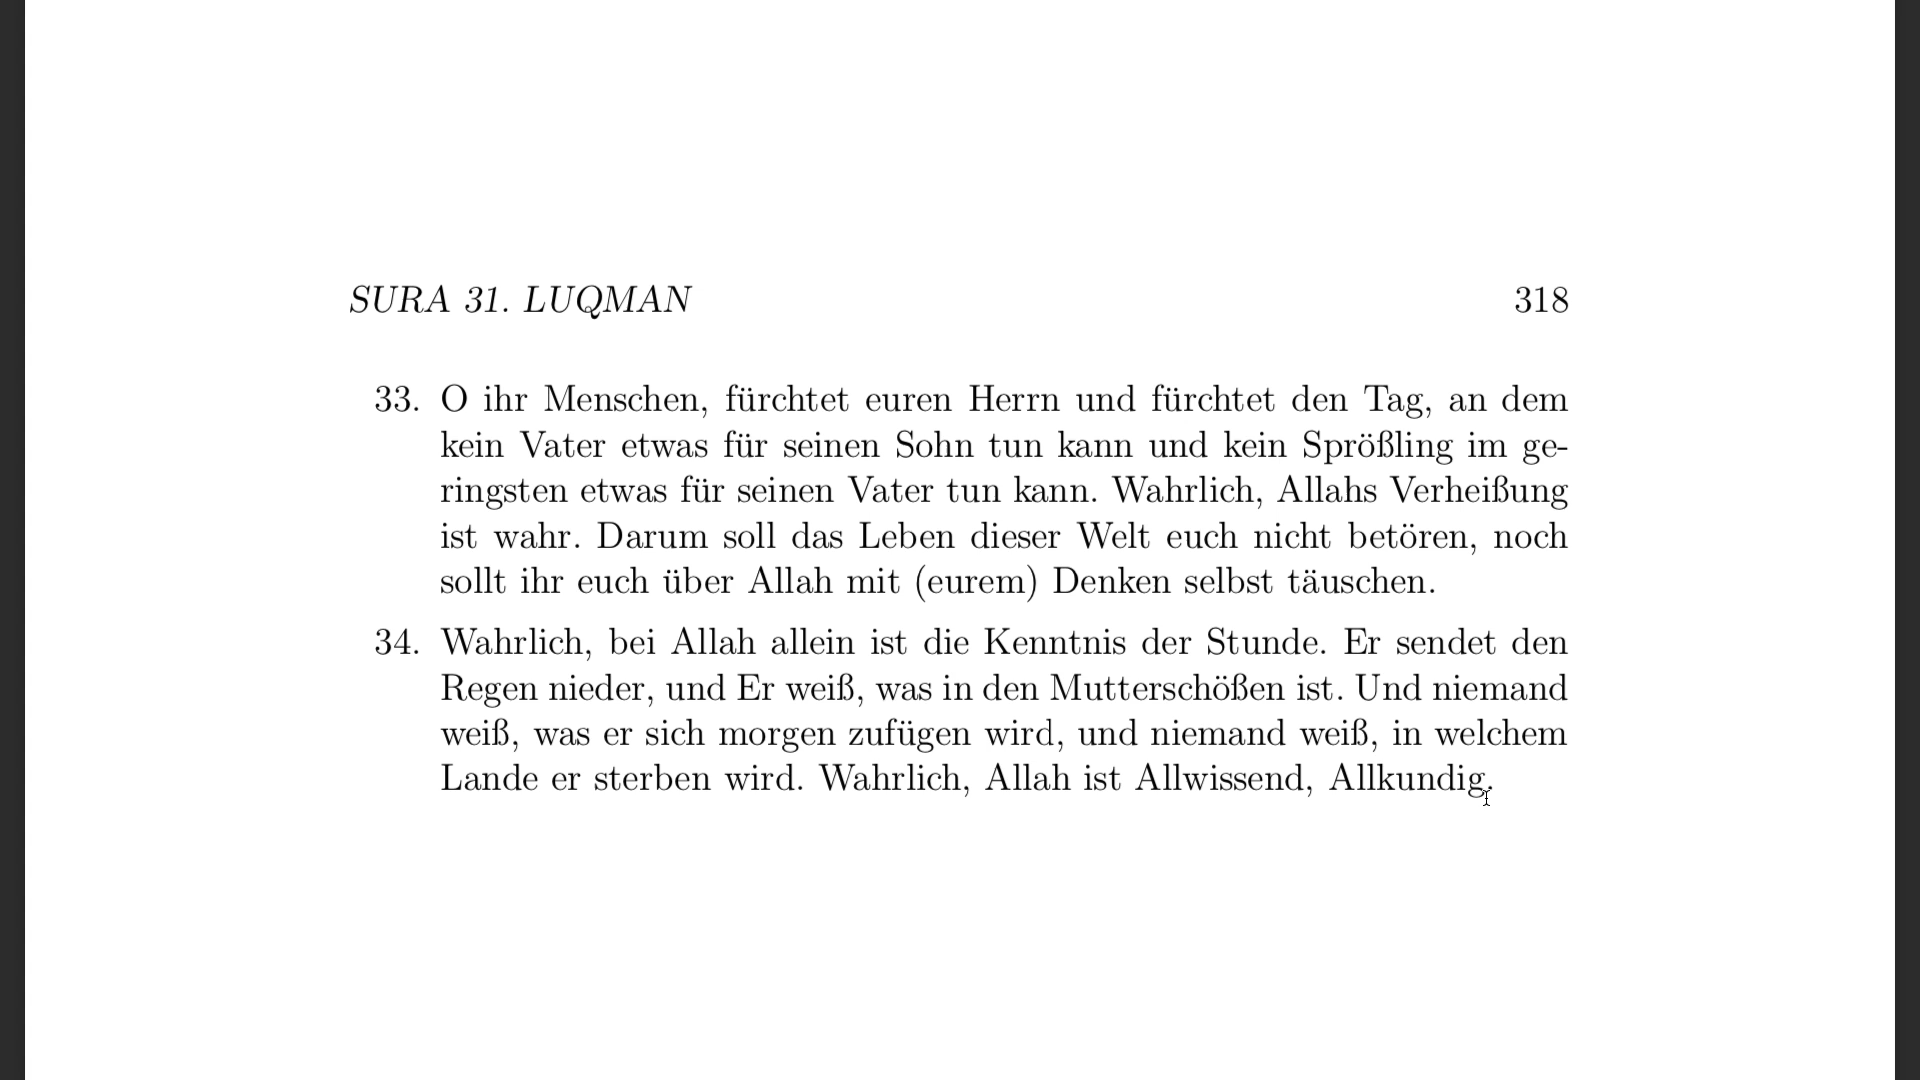 SURA 31. LUQMAN 318
33. O ihr Menschen, fürchtet euren Herrn und fürchtet den Tag, an dem
kein Vater etwas für seinen Sohn tun kann und kein Sprößling im ge-
ringsten etwas für seinen Vater tun kann. Wahrlich, Allahs Verheißung
ist wahr. Darum soll das Leben dieser Welt euch nicht betören, noch
sollt ihr euch über Allah mit (eurem) Denken selbst täuschen.
34. Wahrlich, bei Allah allein ist die Kenntnis der Stunde. Er sendet den
Regen nieder, und Er weiß, was in den Mutterschößen ist. Und niemand
weiß, was er sich morgen zufügen wird, und niemand weiß, in welchem
Lande er sterben wird. Wahrlich, Allah ist Allwissend, Allkundig.